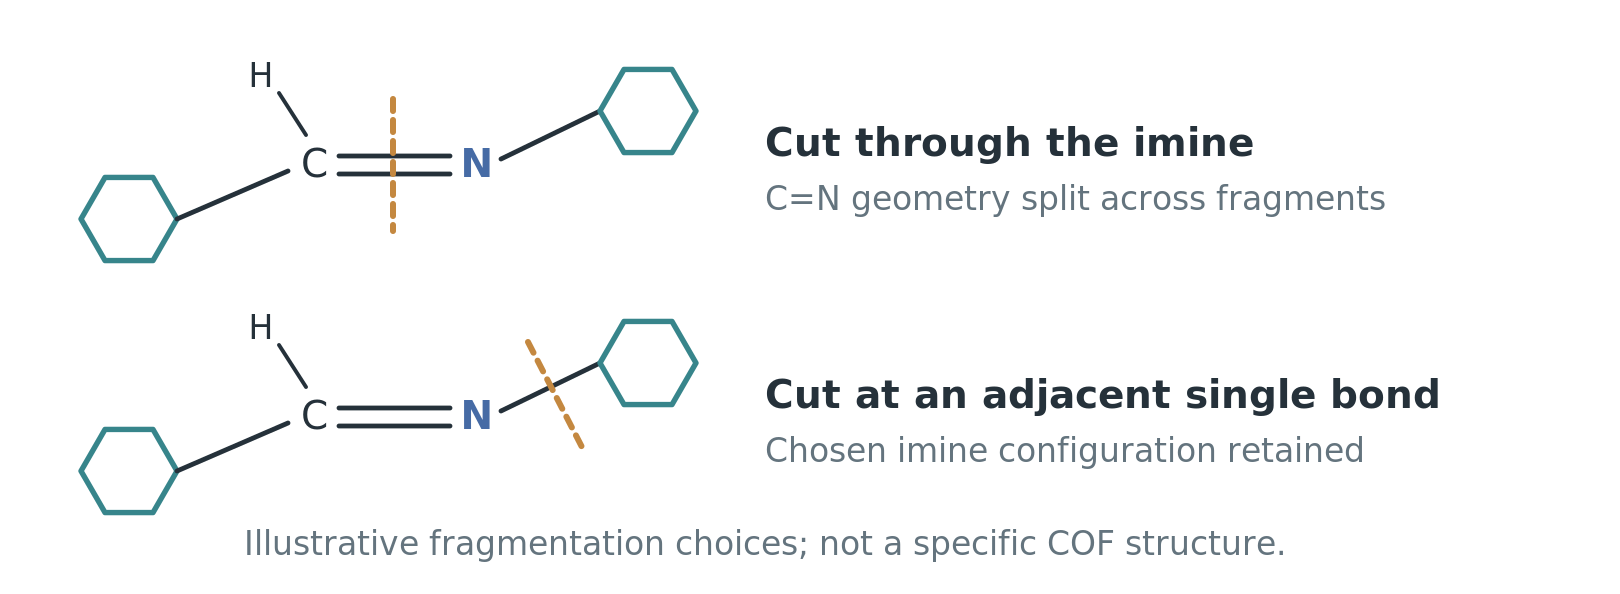 H
C N
Cut through the imine
C=N geometry split across fragments
H
C N
Cut at an adjacent single bond
Chosen imine configuration retained
Illustrative fragmentation choices; not a specific COF structure.